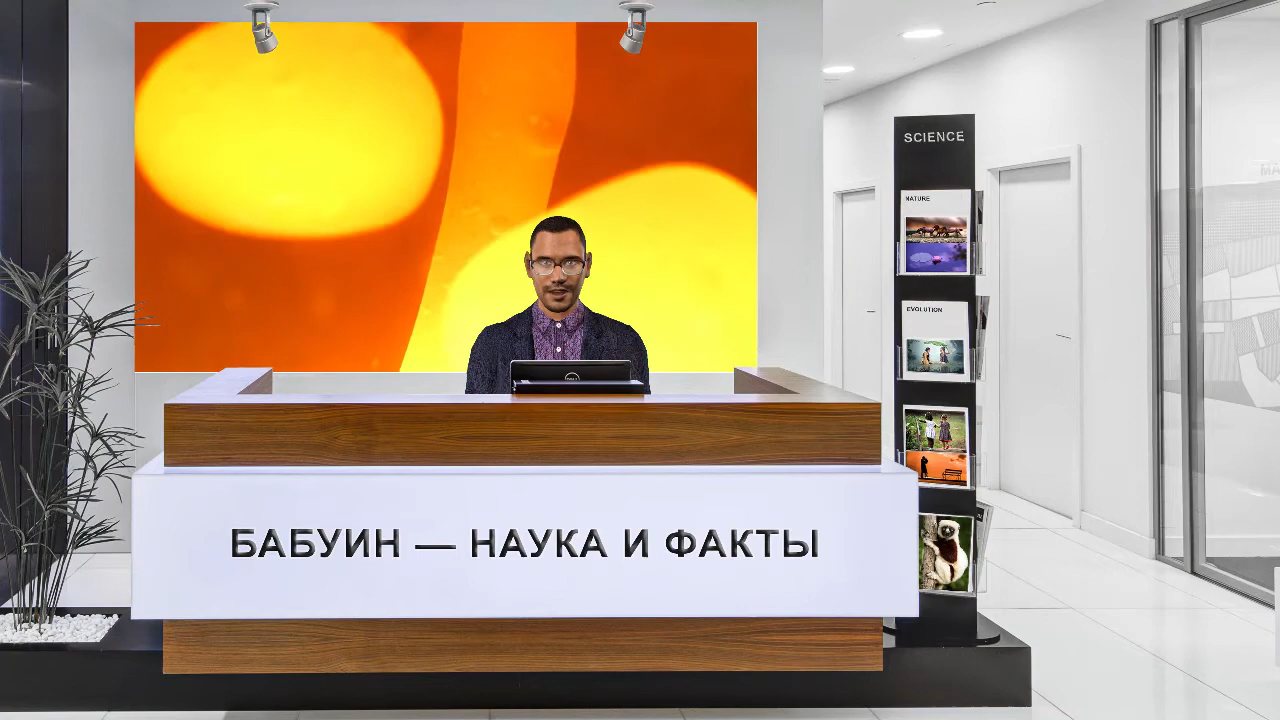 SCIENCE
NATURE
EVOLUTION
БАБУИН — НАУКА И ФАКТЫ